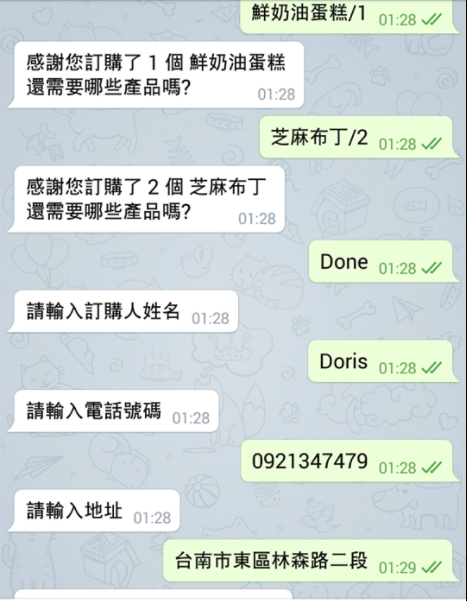 鮮奶油蛋糕/1 01:28
感謝您訂購了 1 個 鮮奶油蛋糕
還需要哪些產品嗎? 01:28
芝麻布丁/2 01:28
感謝您訂購了 2 個 芝麻布丁
還需要哪些產品嗎? 01:28
Done 01:28
請輸入訂購人姓名 01:28
Doris 01:28
請輸入電話號碼 01:28
0921347479 01:28
請輸入地址 01:28
台南市東區林森路二段 01:29